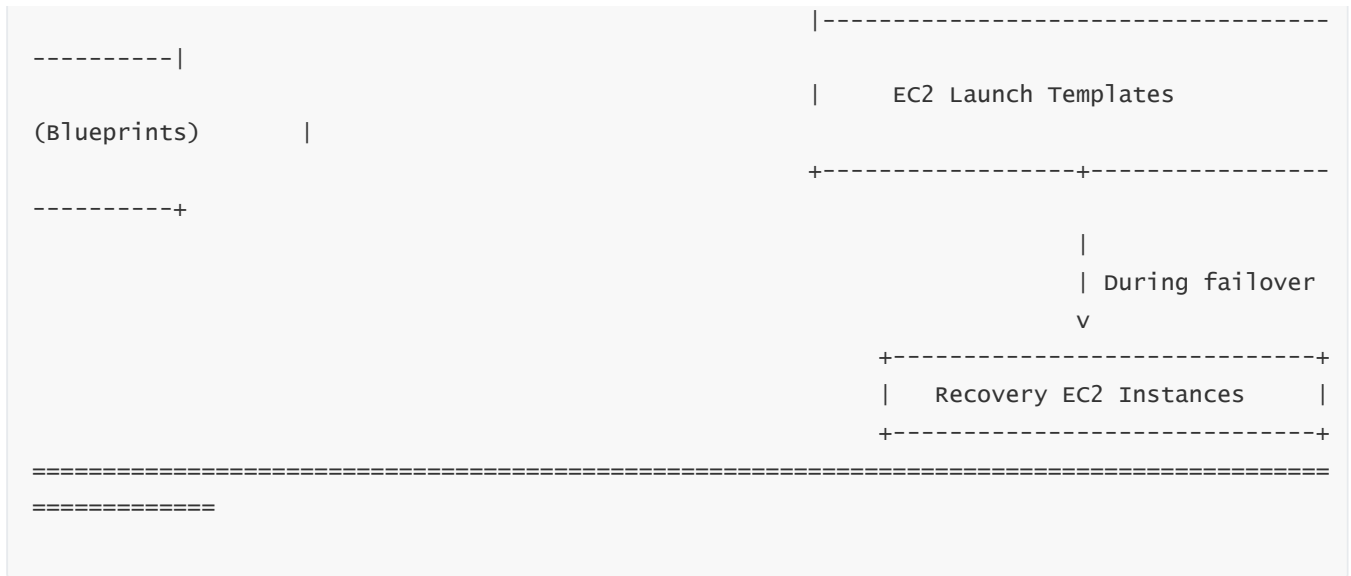 |-----------------------------------
----------|
|     EC2 Launch Templates
(Blueprints)       |
+------------------+-----------------
----------+
|
| During failover
v
+------------------------------+
|   Recovery EC2 Instances     |
+------------------------------+
============================================================================================
=============